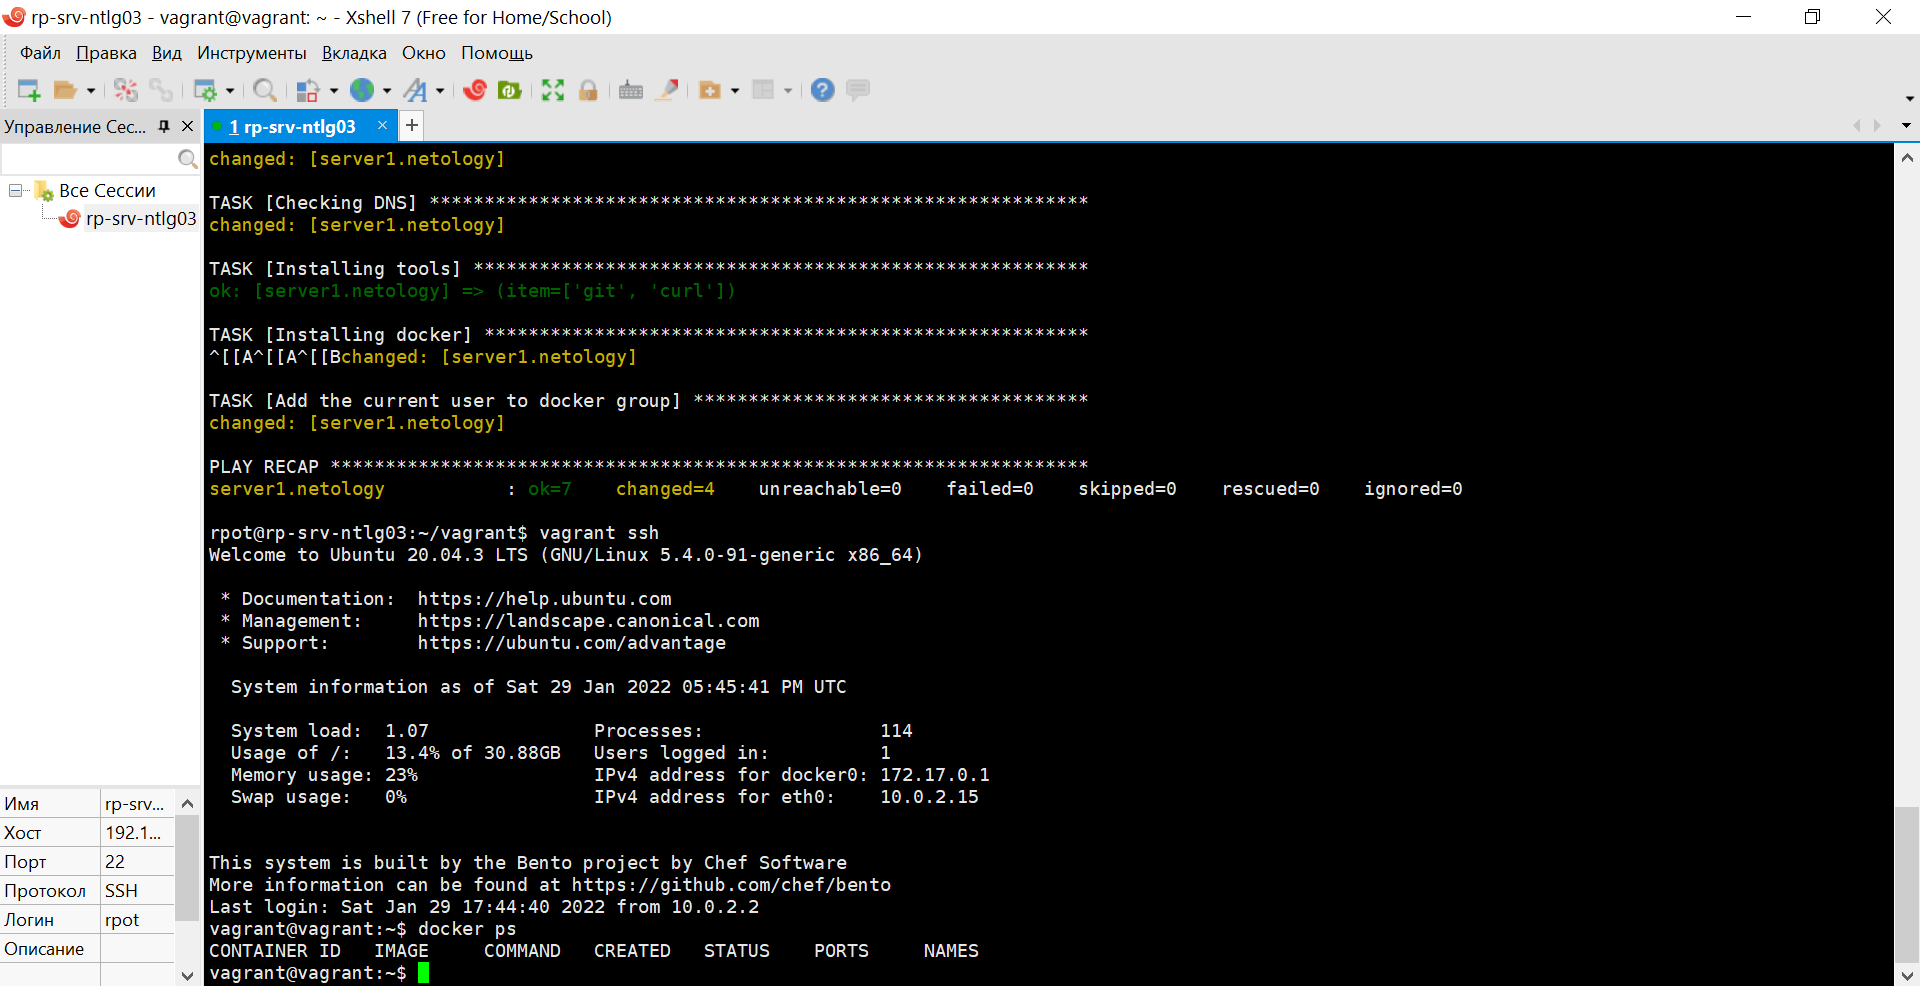 rp-srv-ntlg03 - vagrant@vagrant: ~ - Xshell 7 (Free for Home/School)
Файл Правка Вид Инструменты Вкладка Окно Помощь
Управление Сес...
1 rp-srv-ntlg03
Все Сессии
rp-srv-ntlg03
Имя rp-srv...
Хост 192.1...
Порт 22
Протокол SSH
Логин rpot
Описание
changed: [server1.netology]
TASK [Checking DNS] ************************************************************
changed: [server1.netology]
TASK [Installing tools] ********************************************************
ok: [server1.netology] => (item=['git', 'curl'])
TASK [Installing docker] *******************************************************
^[[A^[[A^[[Bchanged: [server1.netology]
TASK [Add the current user to docker group] ************************************
changed: [server1.netology]
PLAY RECAP *********************************************************************
server1.netology : ok=7 changed=4 unreachable=0 failed=0 skipped=0 rescued=0 ignored=0
rpot@rp-srv-ntlg03:~/vagrant$ vagrant ssh
Welcome to Ubuntu 20.04.3 LTS (GNU/Linux 5.4.0-91-generic x86_64)
* Documentation: https://help.ubuntu.com
* Management: https://landscape.canonical.com
* Support: https://ubuntu.com/advantage
System information as of Sat 29 Jan 2022 05:45:41 PM UTC
System load: 1.07 Processes: 114
Usage of /: 13.4% of 30.88GB Users logged in: 1
Memory usage: 23% IPv4 address for docker0: 172.17.0.1
Swap usage: 0% IPv4 address for eth0: 10.0.2.15
This system is built by the Bento project by Chef Software
More information can be found at https://github.com/chef/bento
Last login: Sat Jan 29 17:44:40 2022 from 10.0.2.2
vagrant@vagrant:~$ docker ps
CONTAINER ID IMAGE COMMAND CREATED STATUS PORTS NAMES
vagrant@vagrant:~$